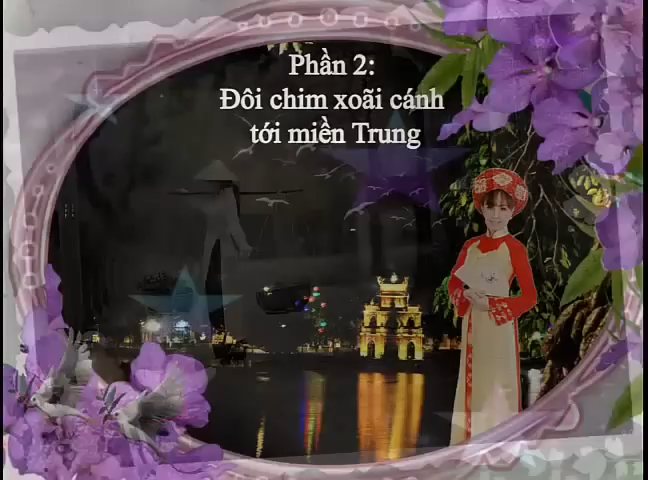 Phần 2:
Đôi chim xoãi cánh
tới miền Trung